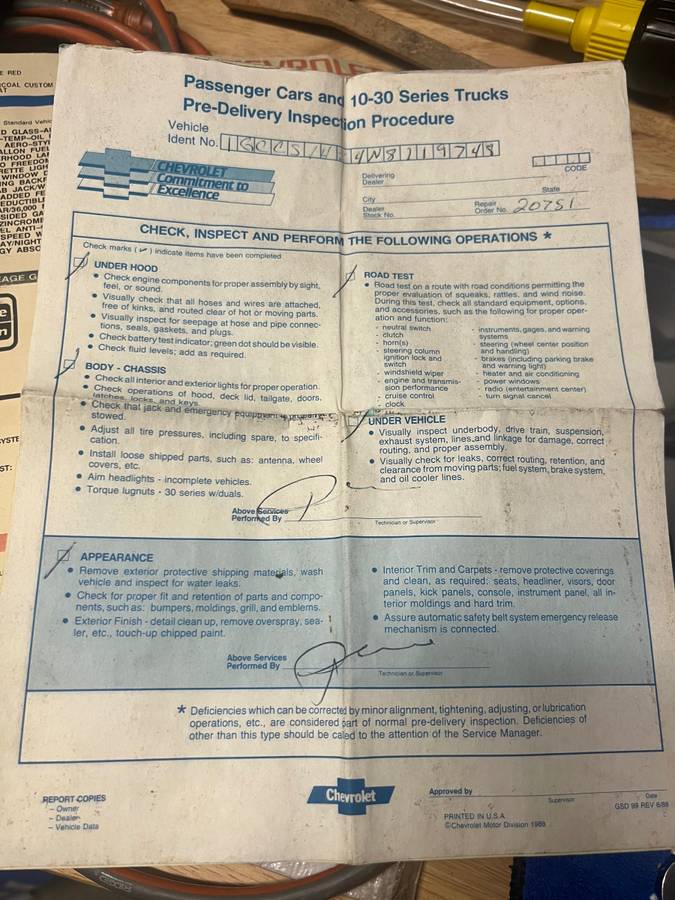 Passenger Cars and 10-30 Series Trucks
Pre-Delivery Inspection Procedure
Vehicle
Ident No.
CHEVROLET
Commitment to
Excellence
Delivering
Dealer
CODE
City
State
Dealer
Stock No.
Repair
Order No. 20751
CHECK, INSPECT AND PERFORM THE FOLLOWING OPERATIONS *
Check marks (✓) indicate items have been completed
UNDER HOOD
• Check engine components for proper assembly by sight,
feel, or sound.
• Visually check that all hoses and wires are attached,
free of kinks, and routed clear of hot or moving parts.
• Visually inspect for seepage at hose and pipe connec-
tions, seals, gaskets, and plugs.
• Check battery test indicator; green dot should be visible.
• Check fluid levels; add as required.
BODY - CHASSIS
• Check all interior and exterior lights for proper operation.
• Check operations of hood, deck lid, tailgate, doors,
latches, locks, and keys.
• Check that jack and emergency equipment is properly
stowed.
• Adjust all tire pressures, including spare, to specifi-
cation.
• Install loose shipped parts, such as: antenna, wheel
covers, etc.
• Aim headlights - incomplete vehicles.
• Torque lugnuts - 30 series w/duals.
ROAD TEST
• Road test on a route with road conditions permitting the
proper evaluation of squeaks, rattles, and wind noise.
During this test, check all standard equipment, options,
and accessories, such as the following for proper oper-
ation and function:
- neutral switch
- clutch
- horn(s)
- steering column
ignition lock and
switch
- windshield wiper
- engine and transmis-
sion performance
- cruise control
- clock
- instruments, gages, and warning
systems
- steering (wheel center position
and handling)
- brakes (including parking brake
and warning light)
- heater and air conditioning
- power windows
- radio (entertainment center)
- turn signal cancel
UNDER VEHICLE
• Visually inspect underbody, drive train, suspension,
exhaust system, lines, and linkage for damage, correct
routing, and proper assembly.
• Visually check for leaks, correct routing, retention, and
clearance from moving parts; fuel system, brake system,
and oil cooler lines.
Above Services
Performed By
Technician or Supervisor
APPEARANCE
• Remove exterior protective shipping materials, wash
vehicle and inspect for water leaks.
• Check for proper fit and retention of parts and compo-
nents, such as: bumpers, moldings, grill, and emblems.
• Exterior Finish - detail clean up, remove overspray, sea-
ler, etc., touch-up chipped paint.
• Interior Trim and Carpets - remove protective coverings
and clean, as required: seats, headliner, visors, door
panels, kick panels, console, instrument panel, all in-
terior moldings and hard trim.
• Assure automatic safety belt system emergency release
mechanism is connected.
Above Services
Performed By
Technician or Supervisor
* Deficiencies which can be corrected by minor alignment, tightening, adjusting, or lubrication
operations, etc., are considered part of normal pre-delivery inspection. Deficiencies of
other than this type should be called to the attention of the Service Manager.
REPORT COPIES
- Owner
- Dealer
- Vehicle Data
Chevrolet
Approved by
Supervisor
Date
GSD 99 REV 6/88
PRINTED IN U.S.A.
©Chevrolet Motor Division 1988